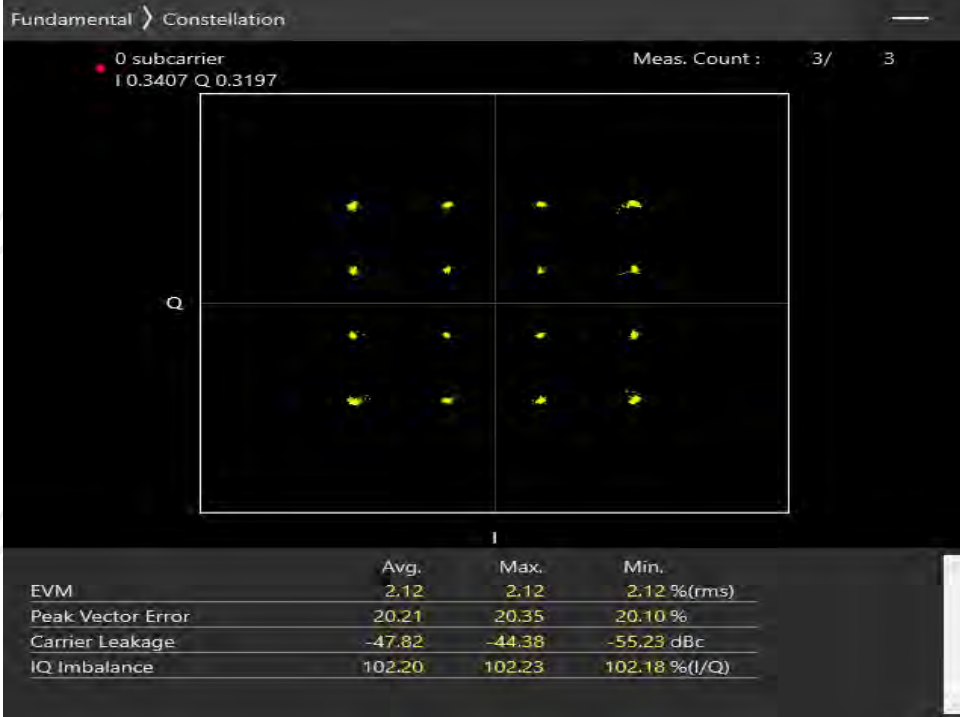 Fundamental 〉 Constellation
0 subcarrier
I 0.3407 Q 0.3197
Meas. Count : 3/ 3
Q
I
Avg. Max. Min.
EVM 2.12 2.12 2.12 %(rms)
Peak Vector Error 20.21 20.35 20.10 %
Carrier Leakage -47.82 -44.38 -55.23 dBc
IQ Imbalance 102.20 102.23 102.18 %(I/Q)